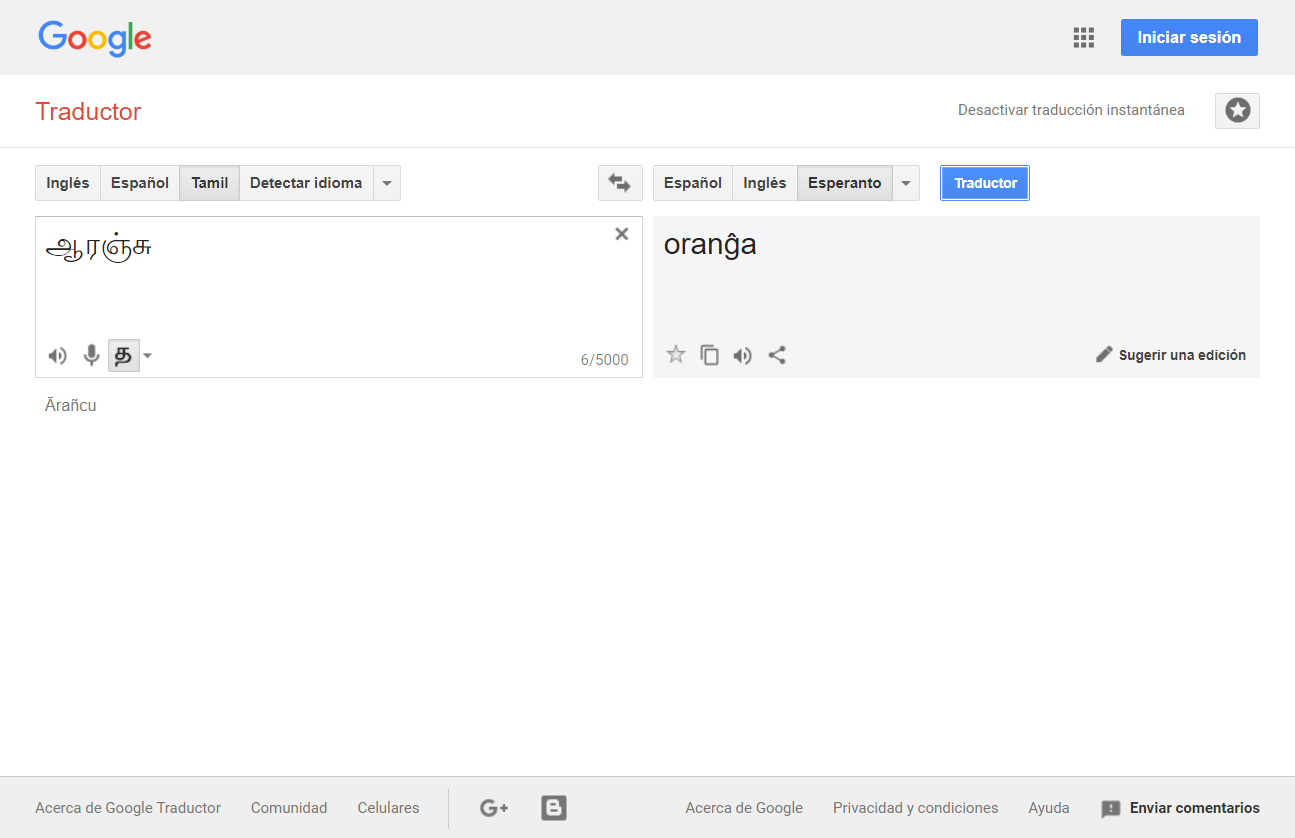 Google
Iniciar sesión
Traductor
Desactivar traducción instantánea
Inglés Español Tamil Detectar idioma
Español Inglés Esperanto Traductor
ஆரஞ்சு
oranĝa
த
6/5000
Sugerir una edición
Ārañcu
Acerca de Google Traductor Comunidad Celulares G+ B Acerca de Google Privacidad y condiciones Ayuda Enviar comentarios